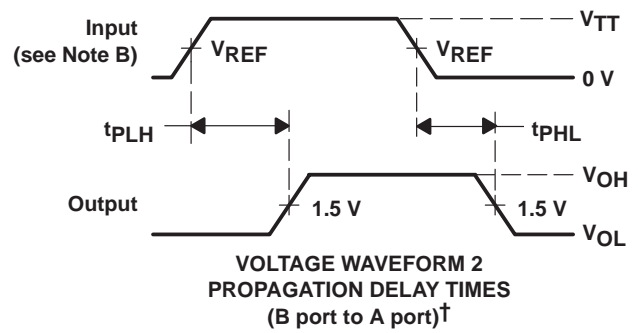 Input
(see Note B)
VREF
VREF
VTT
0 V
tPLH
tPHL
Output
1.5 V
1.5 V
VOH
VOL
VOLTAGE WAVEFORM 2
PROPAGATION DELAY TIMES
(B port to A port)†